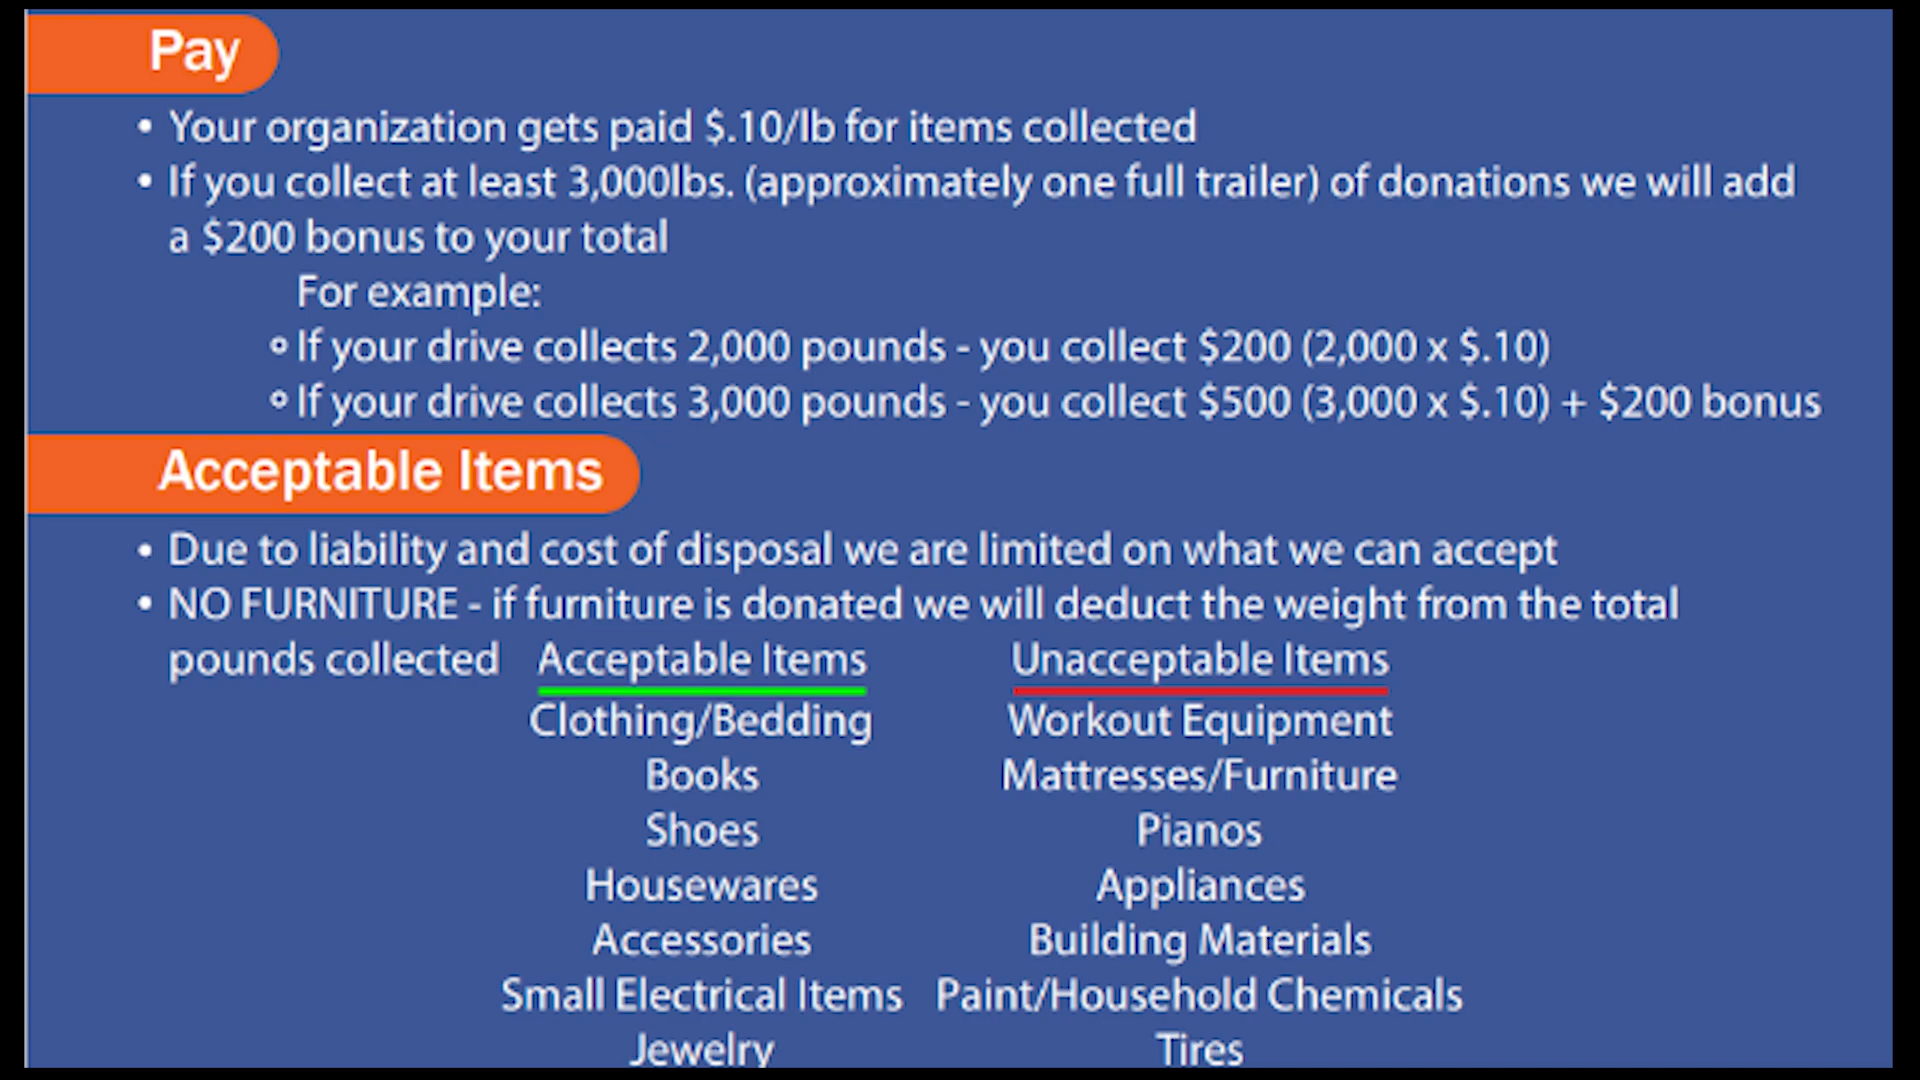 Pay
• Your organization gets paid $.10/lb for items collected
• If you collect at least 3,000lbs. (approximately one full trailer) of donations we will add
a $200 bonus to your total
For example:
If your drive collects 2,000 pounds - you collect $200 (2,000 x $.10)
If your drive collects 3,000 pounds - you collect $500 (3,000 x $.10) + $200 bonus
Acceptable Items
• Due to liability and cost of disposal we are limited on what we can accept
• NO FURNITURE - if furniture is donated we will deduct the weight from the total
pounds collected
Acceptable Items Unacceptable Items
Clothing/Bedding Workout Equipment
Books Mattresses/Furniture
Shoes Pianos
Housewares Appliances
Accessories Building Materials
Small Electrical Items Paint/Household Chemicals
Jewelry Tires